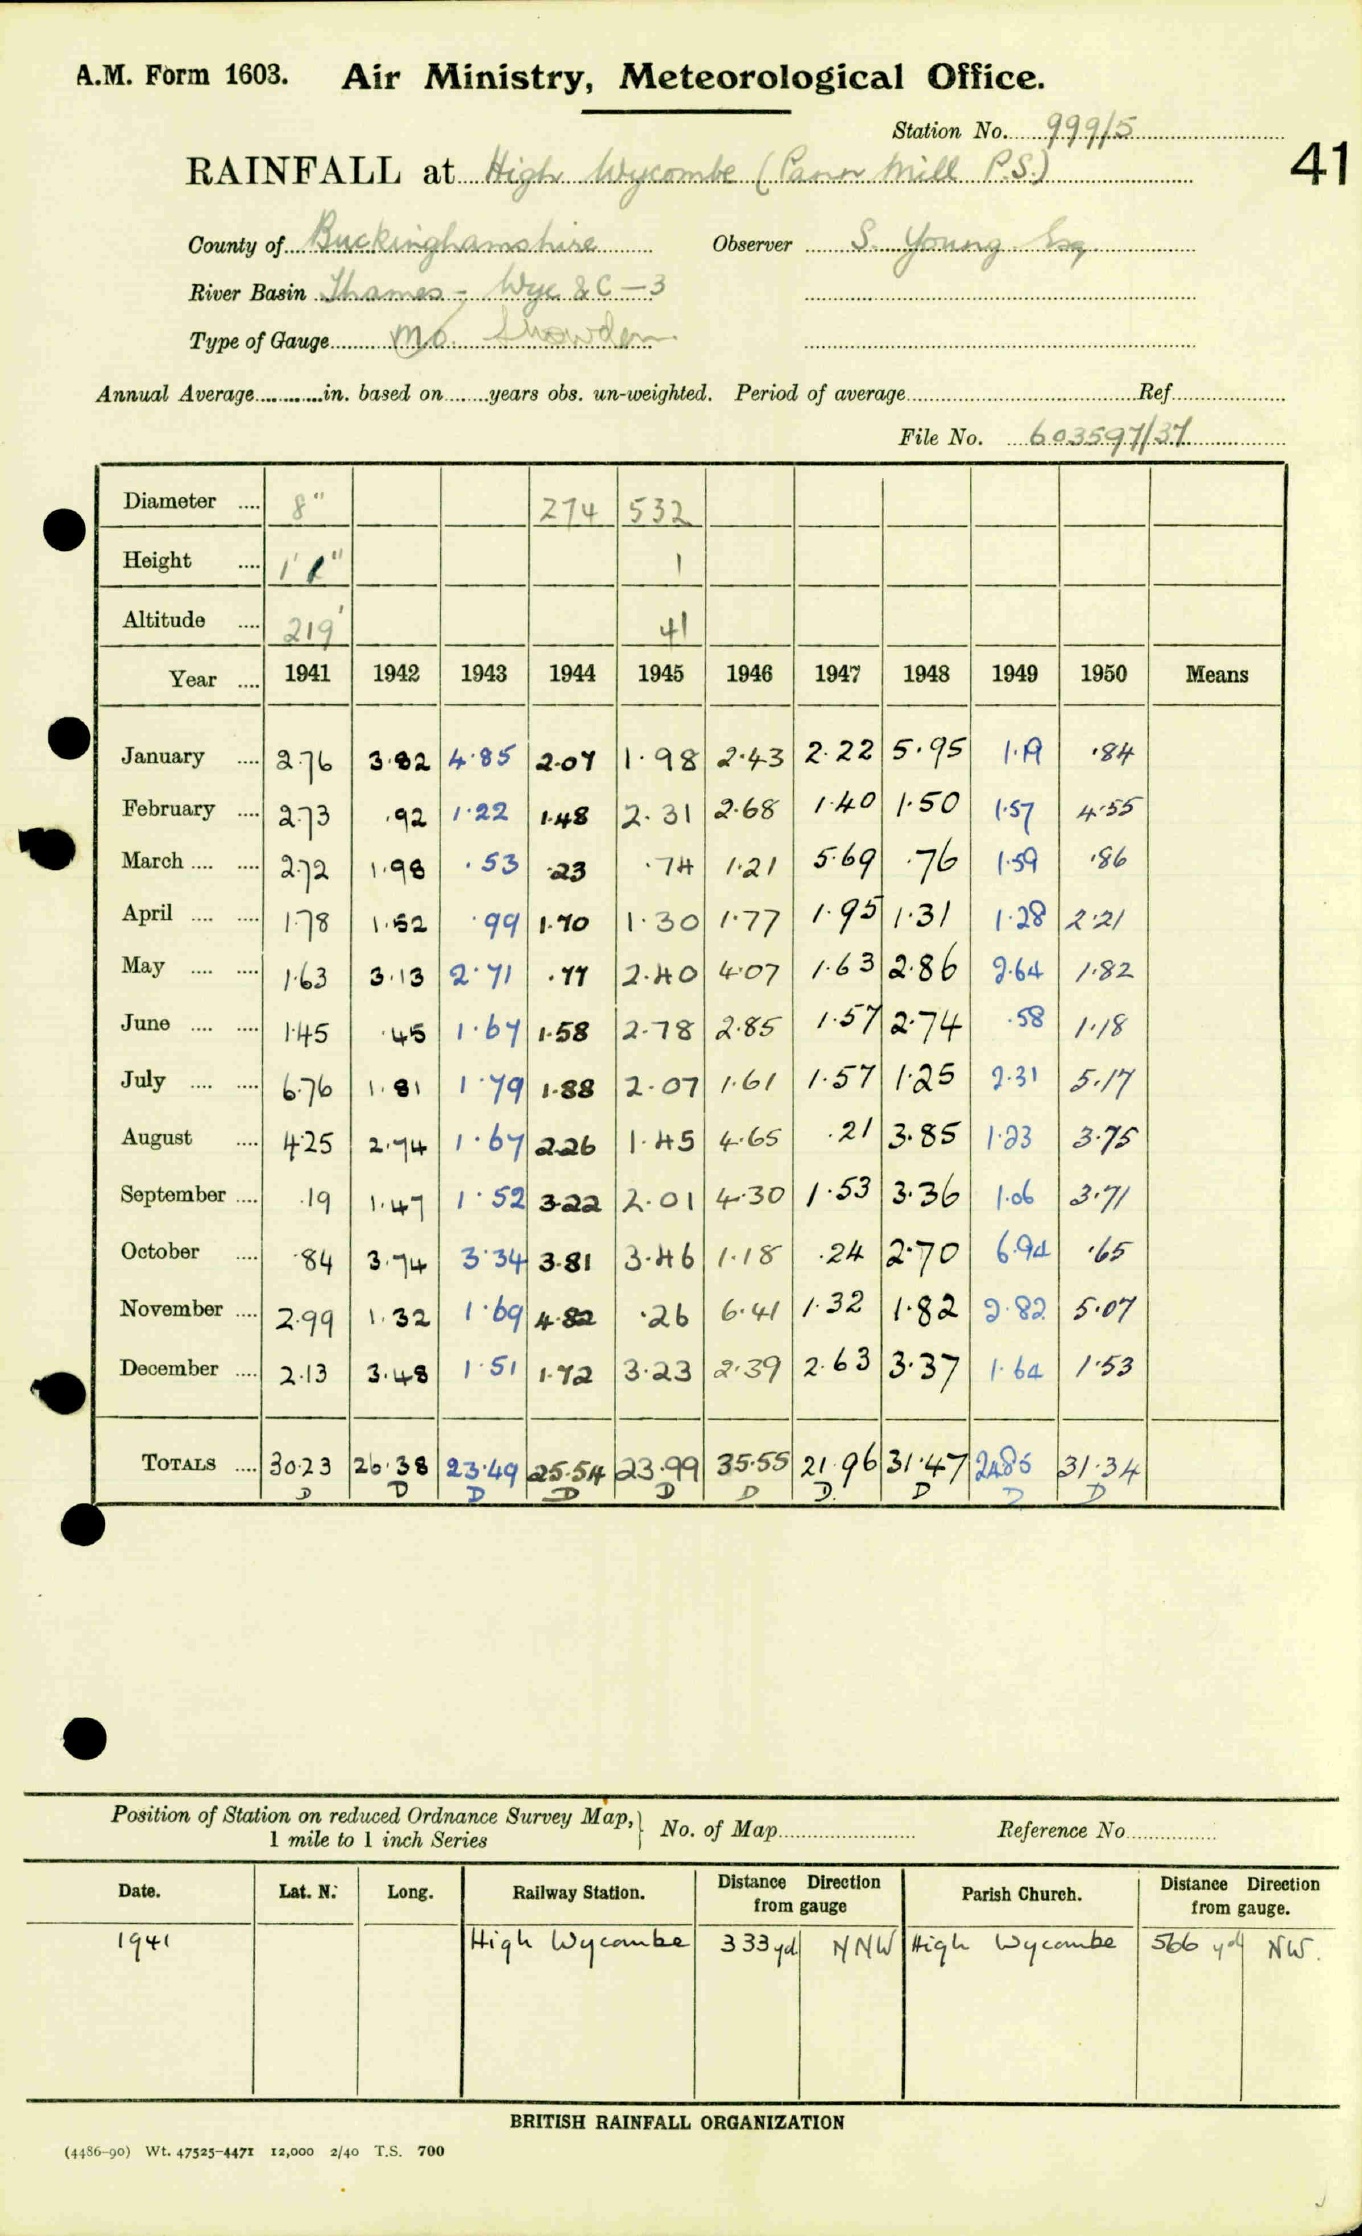 A.M. Form 1603. Air Ministry, Meteorological Office.
Station No. 999/5
41
RAINFALL at High Wycombe (Pann Mill P.S.)
County of Buckinghamshire Observer S. Young Esq
River Basin Thames - Wye &C - 3
Type of Gauge Mo. Snowdon
Annual Average............in. based on.......years obs. un-weighted. Period of average Ref
File No. 603597/37
Diameter .... 8" 274 532
Height .... 1' 1
Altitude .... 219' 41
Year .... 1941 1942 1943 1944 1945 1946 1947 1948 1949 1950 Means
January .... 2.76 3.82 4.85 2.07 1.98 2.43 2.22 5.95 1.19 .84
February .... 2.73 .92 1.22 1.48 2.31 2.68 1.40 1.50 1.57 4.55
March .... .... 2.72 1.98 .53 .23 .74 1.21 5.69 .76 1.59 .86
April .... .... 1.78 1.52 .99 1.70 1.30 1.77 1.95 1.31 1.28 2.21
May .... .... 1.63 3.13 2.71 .77 2.40 4.07 1.63 2.86 2.64 1.82
June .... .... 1.45 .45 1.67 1.58 2.78 2.85 1.57 2.74 .58 1.18
July .... .... 6.76 1.81 1.79 1.88 2.07 1.61 1.57 1.25 2.31 5.17
August .... 4.25 2.74 1.67 2.26 1.45 4.65 .21 3.85 1.23 3.75
September .... .19 1.47 1.52 3.22 2.01 4.30 1.53 3.36 1.06 3.71
October .... .84 3.74 3.34 3.81 3.46 1.18 .24 2.70 6.94 .65
November .... 2.99 1.32 1.69 4.82 .26 6.41 1.32 1.82 2.82 5.07
December .... 2.13 3.48 1.51 1.72 3.23 2.39 2.63 3.37 1.64 1.53
TOTALS .... 30.23 26.38 23.49 25.54 23.99 35.55 21.96 31.47 24.85 31.34
D D D D D D D. D D D
Position of Station on reduced Ordnance Survey Map,
1 mile to 1 inch Series } No. of Map Reference No
Date. Lat. N. Long. Railway Station. Distance from gauge Direction Parish Church. Distance from gauge. Direction
1941 High Wycombe 333 yd NNW High Wycombe 566 yd NW.
BRITISH RAINFALL ORGANIZATION
(4486-90) Wt. 47525-4471 12,000 2/40 T.S. 700